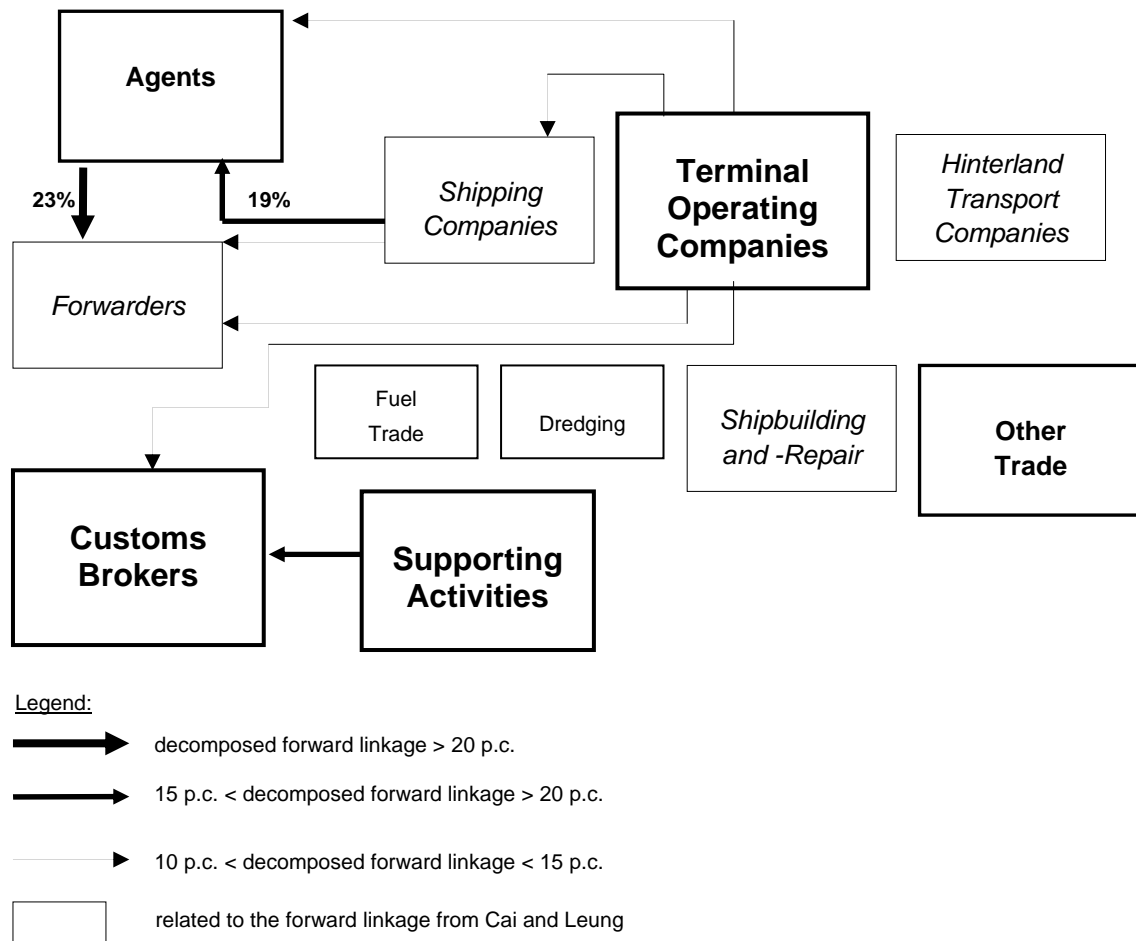 Agents
23%
19%
Shipping
Companies
Terminal
Operating
Companies
Hinterland
Transport
Companies
Forwarders
Fuel
Trade
Dredging
Shipbuilding
and -Repair
Other
Trade
Customs
Brokers
Supporting
Activities
Legend:
decomposed forward linkage > 20 p.c.
15 p.c. < decomposed forward linkage > 20 p.c.
10 p.c. < decomposed forward linkage < 15 p.c.
related to the forward linkage from Cai and Leung